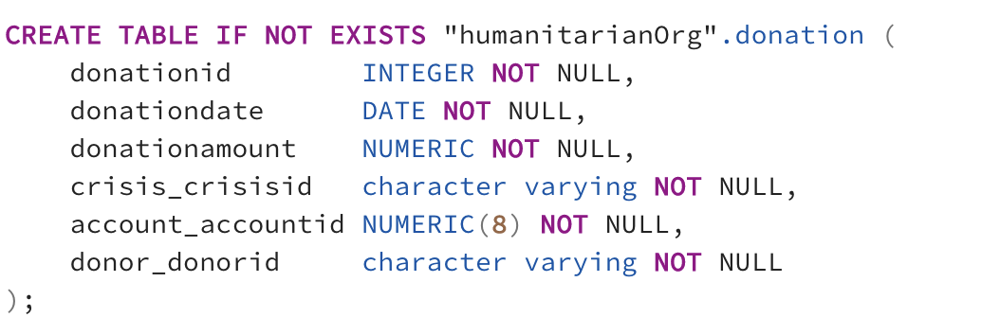 CREATE TABLE IF NOT EXISTS "humanitarianOrg".donation (
    donationid        INTEGER NOT NULL,
    donationdate      DATE NOT NULL,
    donationamount    NUMERIC NOT NULL,
    crisis_crisisid   character varying NOT NULL,
    account_accountid NUMERIC(8) NOT NULL,
    donor_donorid     character varying NOT NULL
);